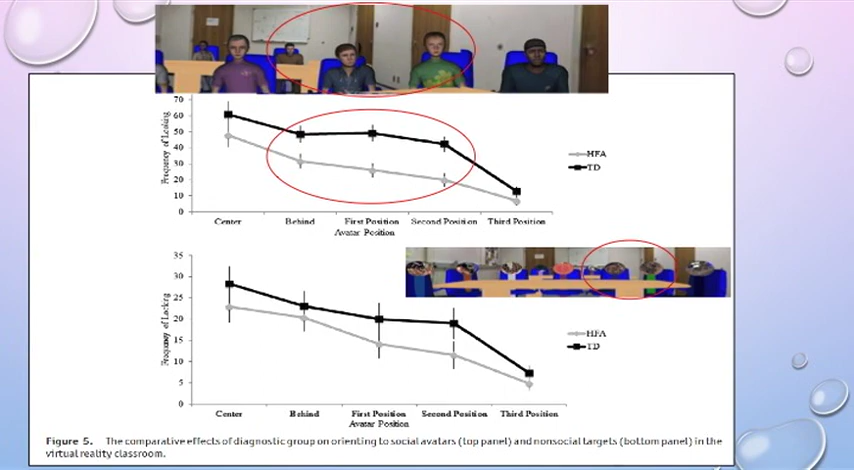 70
60
50
40
30
20
10
0
Frequency of Looking
Center Behind First Position Second Position Third Position
Avatar Position
HFA
TD
35
30
25
20
15
10
5
0
Frequency of Looking
Center Behind First Position Second Position Third Position
Avatar Position
HFA
TD
Figure 5. The comparative effects of diagnostic group on orienting to social avatars (top panel) and nonsocial targets (bottom panel) in the
virtual reality classroom.